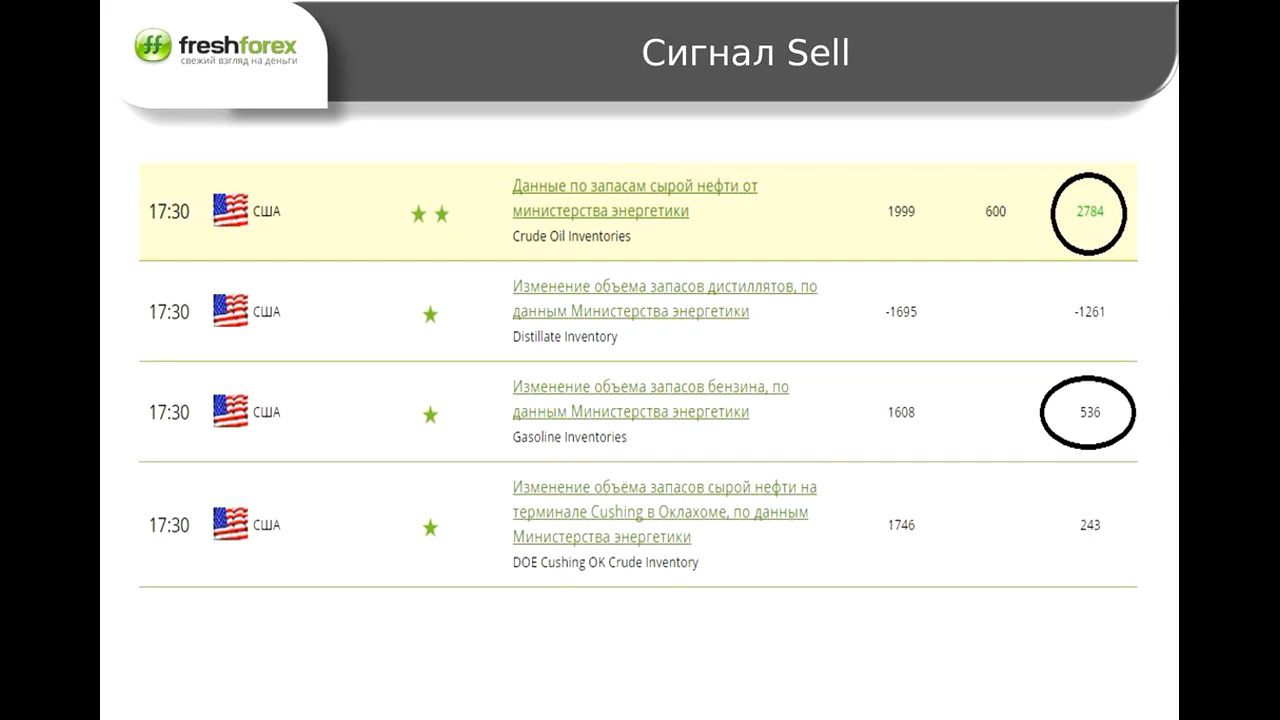 freshforex
свежий взгляд на деньги
Сигнал Sell
17:30 США Данные по запасам сырой нефти от
министерства энергетики
Crude Oil Inventories
1999 600 2784
17:30 США Изменение объема запасов дистиллятов, по
данным Министерства энергетики
Distillate Inventory
-1695 -1261
17:30 США Изменение объема запасов бензина, по
данным Министерства энергетики
Gasoline Inventories
1608 536
17:30 США Изменение объёма запасов сырой нефти на
терминале Cushing в Оклахоме, по данным
Министерства энергетики
DOE Cushing OK Crude Inventory
1746 243